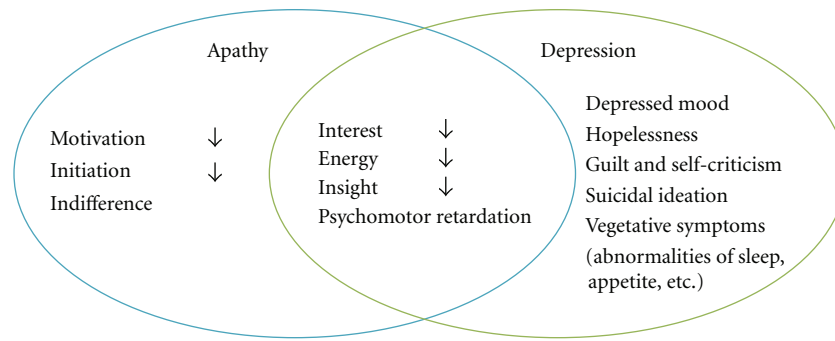 Apathy
Motivation ↓
Initiation ↓
Indifference
Interest ↓
Energy ↓
Insight ↓
Psychomotor retardation
Depression
Depressed mood
Hopelessness
Guilt and self-criticism
Suicidal ideation
Vegetative symptoms
(abnormalities of sleep,
appetite, etc.)